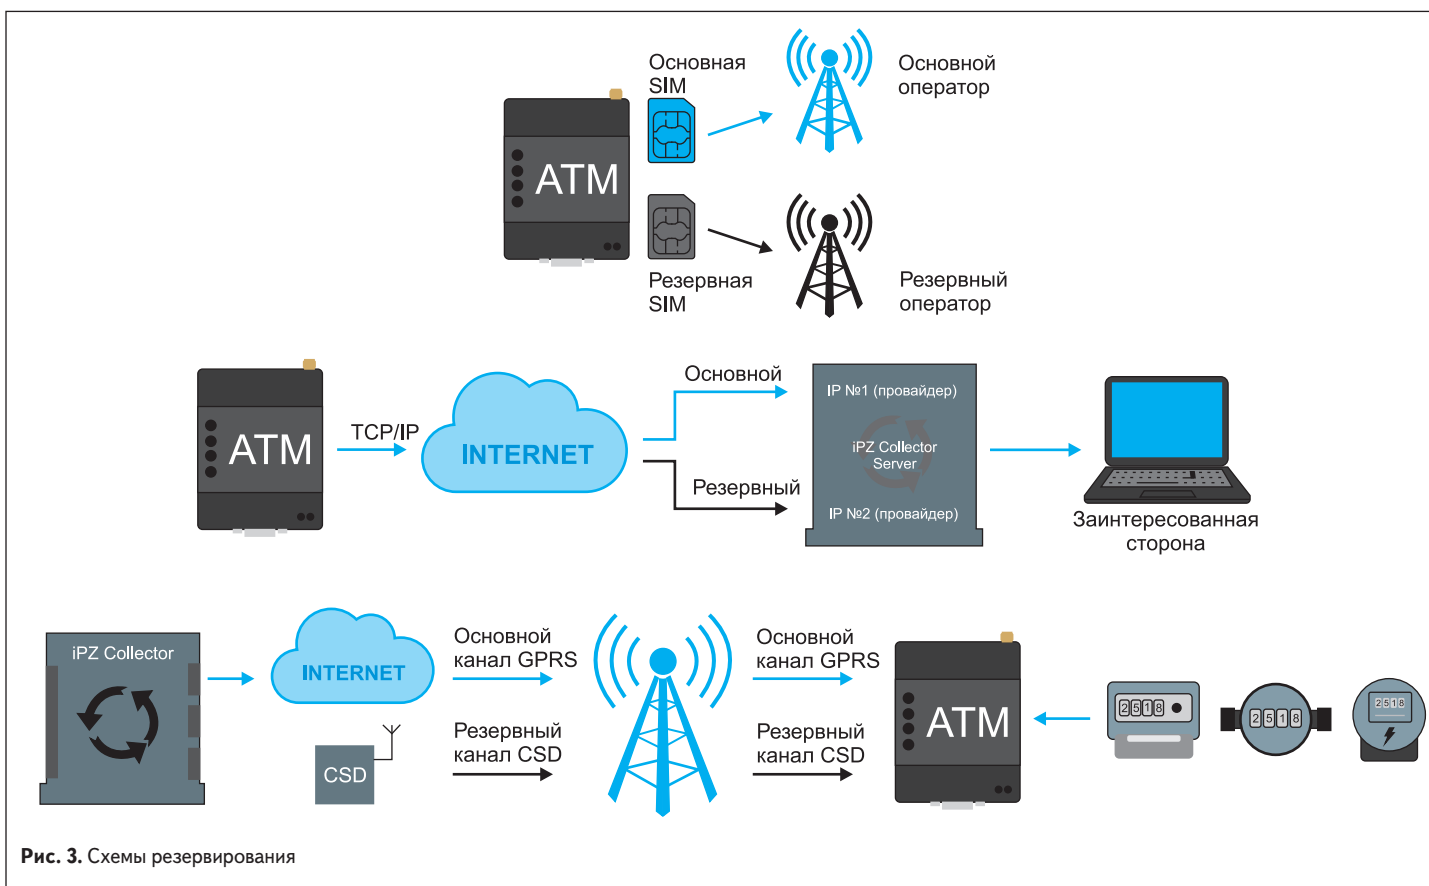 Основная
SIM
Основной
оператор
ATM
Резервная
SIM
Резервный
оператор
ATM
TCP/IP
INTERNET
Основной
Резервный
IP №1 (провайдер)
iPZ Collector
Server
IP №2 (провайдер)
Заинтересованная
сторона
iPZ Collector
INTERNET
CSD
Основной
канал GPRS
Резервный
канал CSD
Основной
канал GPRS
Резервный
канал CSD
ATM
2518
2518
2518
Рис. 3. Схемы резервирования